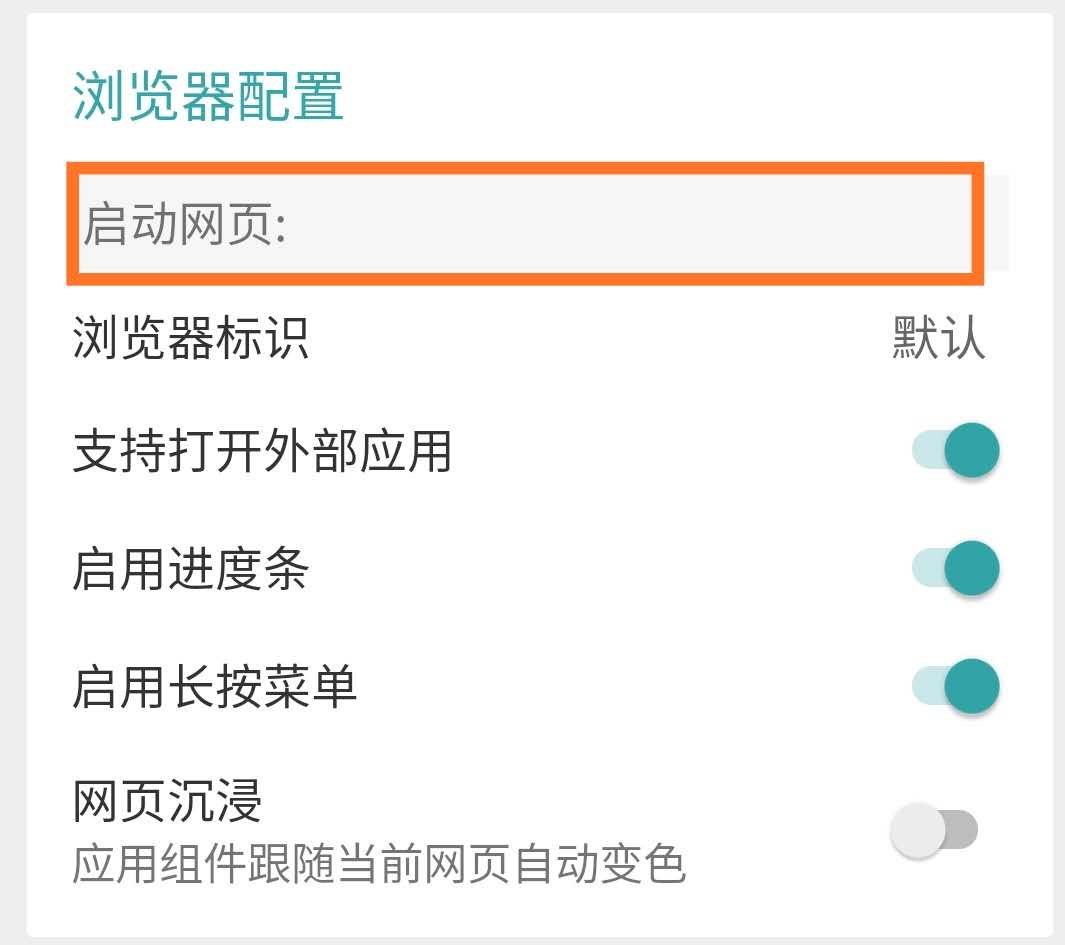 浏览器配置
启动网页:
浏览器标识 默认
支持打开外部应用
启用进度条
启用长按菜单
网页沉浸
应用组件跟随当前网页自动变色